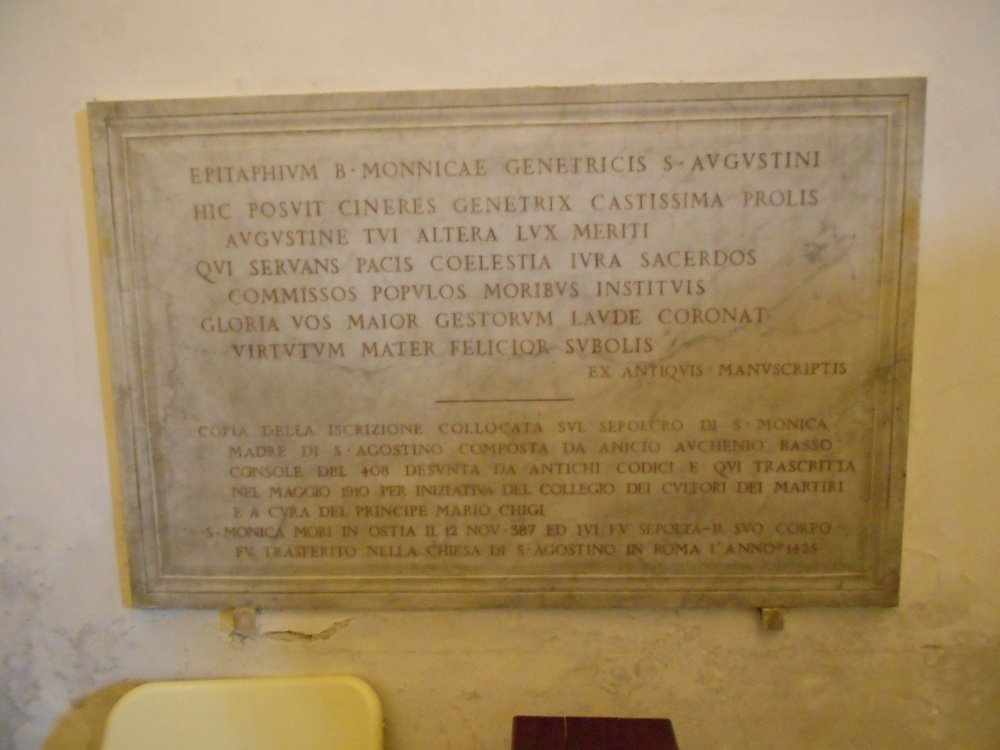 EPITAPHIVM B · MONNICAE GENETRICIS S · AVGVSTINI
HIC POSVIT CINERES GENETRIX CASTISSIMA PROLIS
AVGVSTINE TVI ALTERA LVX MERITI
QVI SERVANS PACIS COELESTIA IVRA SACERDOS
COMMISSOS POPVLOS MORIBVS INSTITVIS
GLORIA VOS MAIOR GESTORVM LAVDE CORONAT
VIRTVTVM MATER FELICIOR SVBOLIS
EX ANTIQVIS MANVSCRIPTIS
COPIA DELLA ISCRIZIONE COLLOCATA SVL SEPOLCRO DI S · MONICA
MADRE DI S · AGOSTINO COMPOSTA DA ANICIO AVCHENIO BASSO
CONSOLE DEL 408 DESVNTA DA ANTICHI CODICI E QVI TRASCRITTA
NEL MAGGIO 1910 PER INIZIATIVA DEL COLLEGIO DEI CVLTORI DEI MARTIRI
E A CVRA DEL PRINCIPE MARIO CHIGI
S · MONICA MORI IN OSTIA IL 12 NOV · 387 ED IVI FV SEPOLTA · IL SVO CORPO
FV TRASFERITO NELLA CHIESA DI S · AGOSTINO IN ROMA L'ANNO 1425